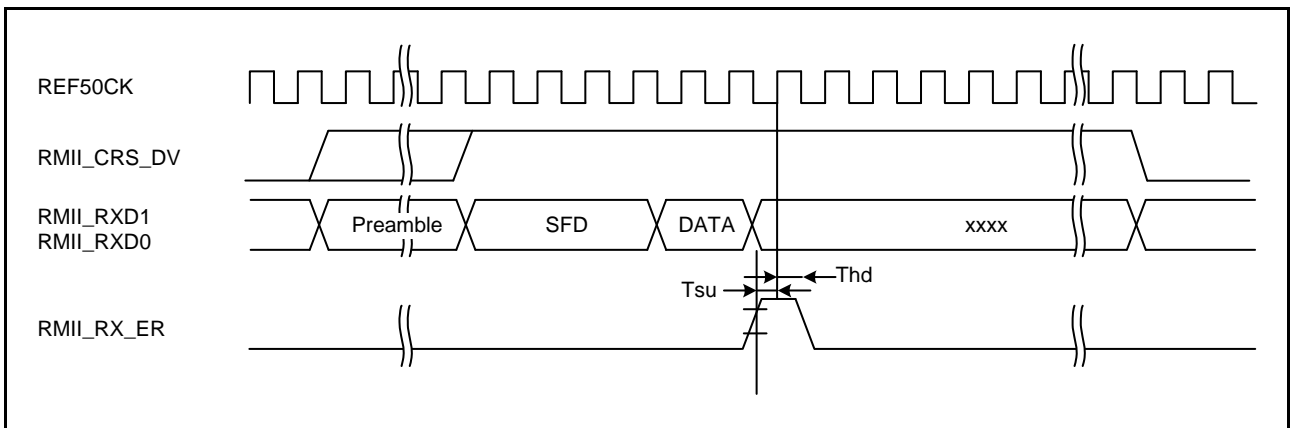 REF50CK
RMII_CRS_DV
RMII_RXD1
RMII_RXD0
Preamble
SFD
DATA
xxxx
Tsu
Thd
RMII_RX_ER